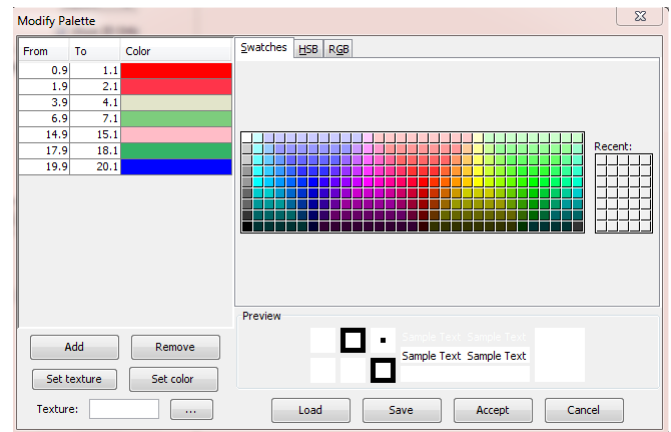 Modify Palette
From To Color
0.9 1.1
1.9 2.1
3.9 4.1
6.9 7.1
14.9 15.1
17.9 18.1
19.9 20.1
Swatches HSB RGB
Recent:
Preview
Sample Text Sample Text
Sample Text Sample Text
Add Remove
Set texture Set color
Texture: ...
Load Save Accept Cancel